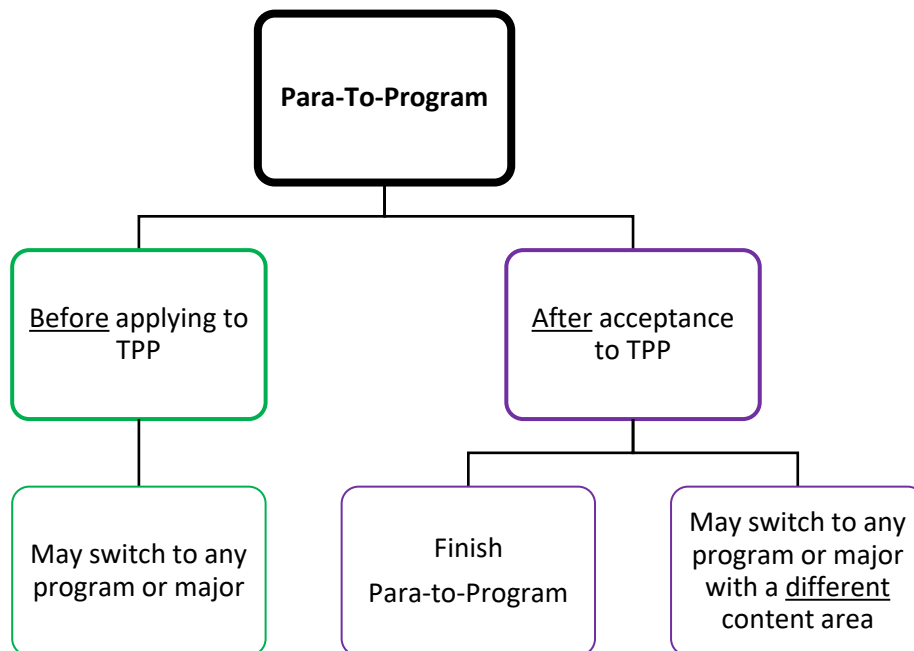 Para-To-Program
Before applying to
TPP
After acceptance
to TPP
May switch to any
program or major
Finish
Para-to-Program
May switch to any
program or major
with a different
content area